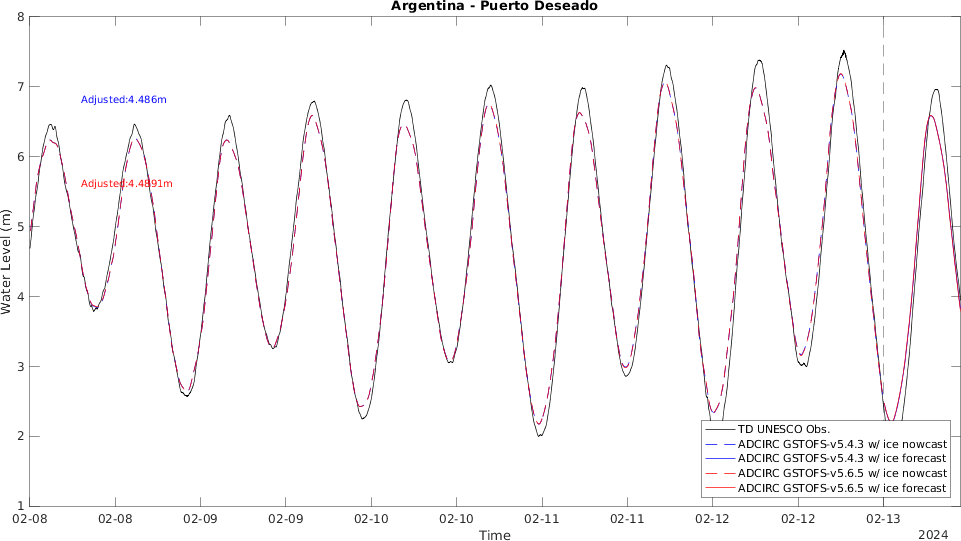 Argentina - Puerto Deseado
8
7
6
5
4
3
2
1
Water Level (m)
Adjusted:4.486m
Adjusted:4.4891m
TD UNESCO Obs.
ADCIRC GSTOFS-v5.4.3 w/ ice nowcast
ADCIRC GSTOFS-v5.4.3 w/ ice forecast
ADCIRC GSTOFS-v5.6.5 w/ ice nowcast
ADCIRC GSTOFS-v5.6.5 w/ ice forecast
02-08 02-08 02-09 02-09 02-10 02-10 02-11 02-11 02-12 02-12 02-13
Time
2024